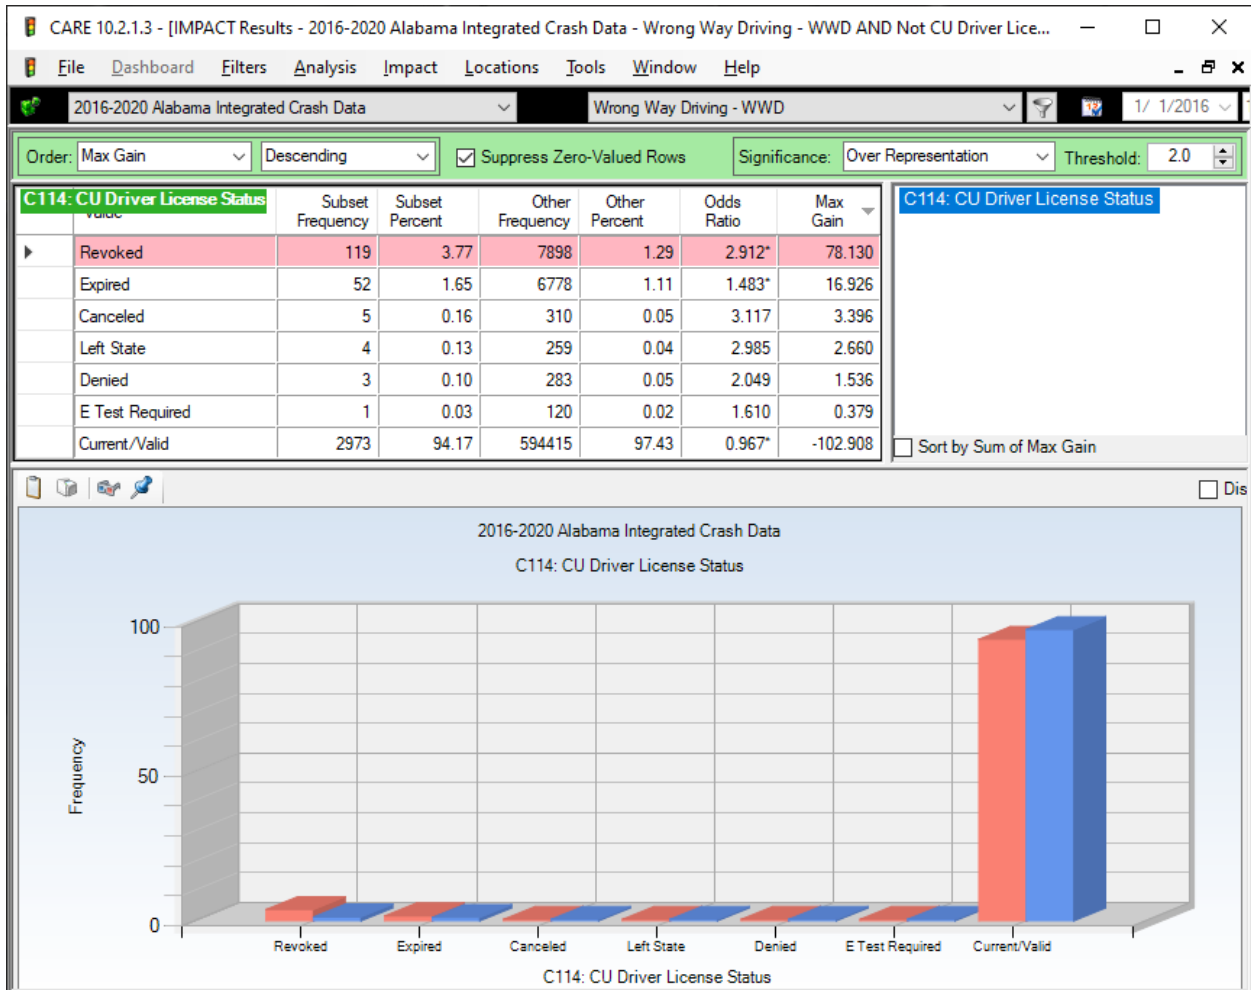 CARE 10.2.1.3 - [IMPACT Results - 2016-2020 Alabama Integrated Crash Data - Wrong Way Driving - WWD AND Not CU Driver Lice...
File Dashboard Filters Analysis Impact Locations Tools Window Help
2016-2020 Alabama Integrated Crash Data Wrong Way Driving - WWD 1/ 1/2016
Order: Max Gain Descending Suppress Zero-Valued Rows Significance: Over Representation Threshold: 2.0
C114: CU Driver License Status Subset Frequency Subset Percent Other Frequency Other Percent Odds Ratio Max Gain C114: CU Driver License Status
Revoked 119 3.77 7898 1.29 2.912* 78.130
Expired 52 1.65 6778 1.11 1.483* 16.926
Canceled 5 0.16 310 0.05 3.117 3.396
Left State 4 0.13 259 0.04 2.985 2.660
Denied 3 0.10 283 0.05 2.049 1.536
E Test Required 1 0.03 120 0.02 1.610 0.379
Current/Valid 2973 94.17 594415 97.43 0.967* -102.908 Sort by Sum of Max Gain
Dis
2016-2020 Alabama Integrated Crash Data
C114: CU Driver License Status
100
50
0
Frequency
Revoked Expired Canceled Left State Denied E Test Required Current/Valid
C114: CU Driver License Status